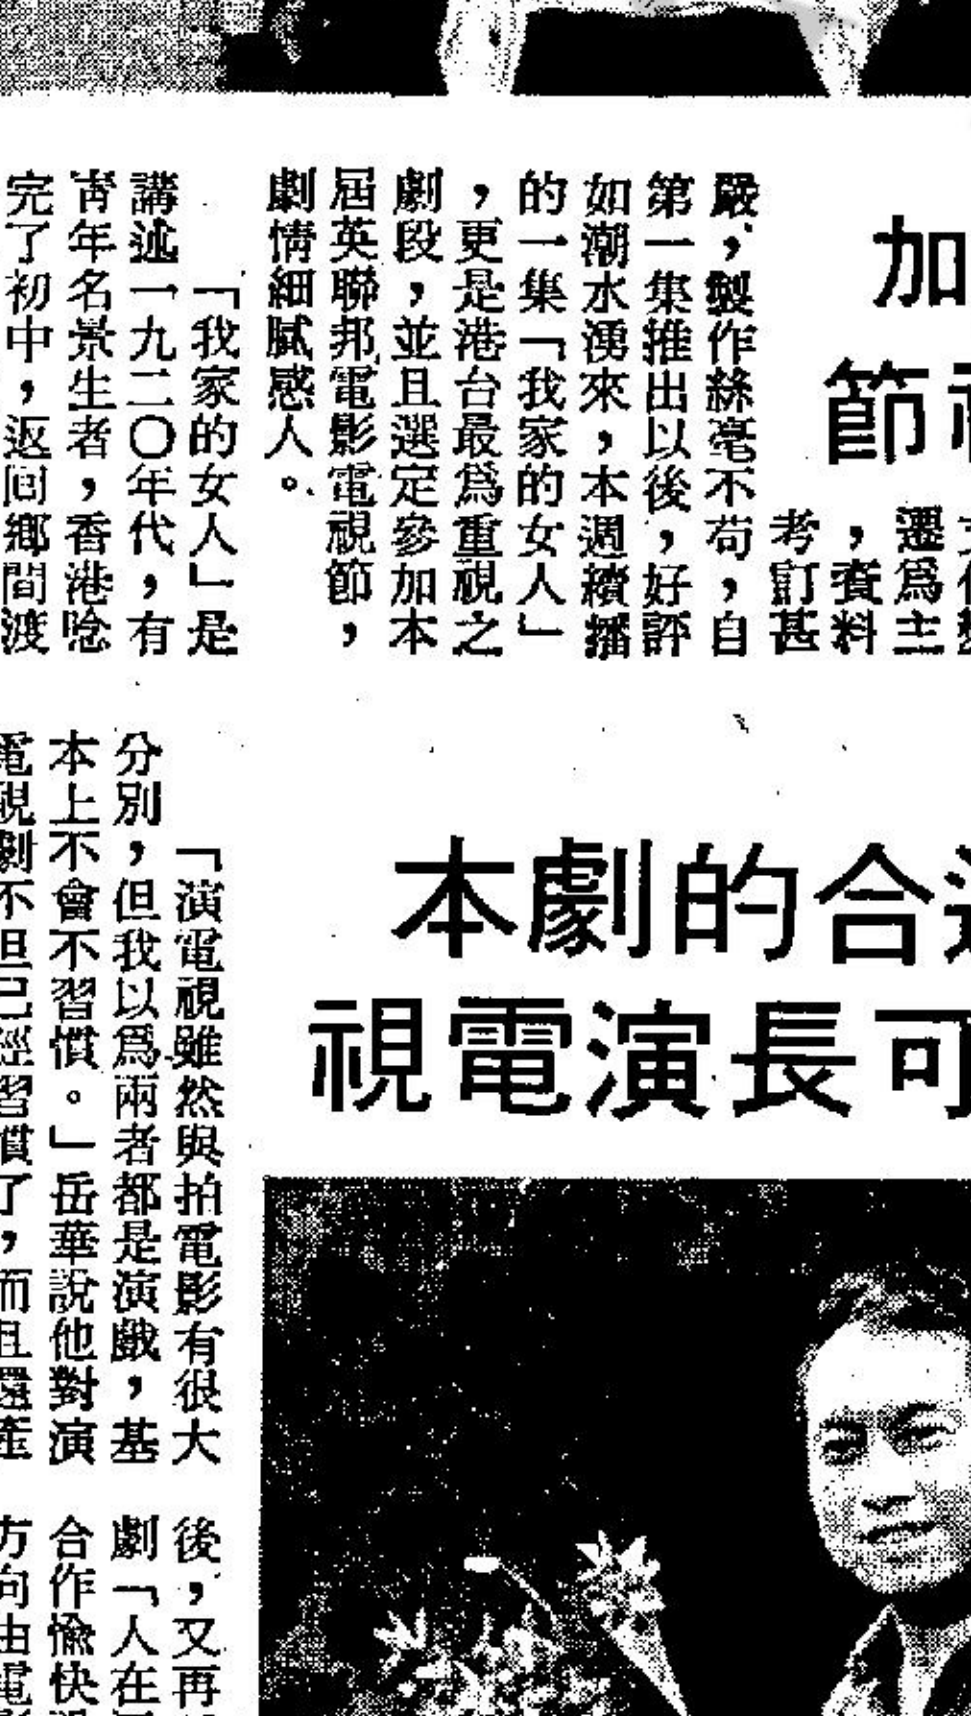 加
節
遷爲主
，資料
考訂甚
嚴，製作絲毫不苟，自
第一集推出以後，好評
如潮水湧來，本週續播
的一集「我家的女人」
，更是港台最爲重視之
劇段，並且選定參加本
屆英聯邦電影電視節，
劇情細膩感人。
「我家的女人」是
講述一九二〇年代，有
青年名景生者，香港唸
完了初中，返囘鄉間渡
本劇的合
視電演長可
「演電視雖然與拍電影有很大
分別，但我以爲兩者都是演戲，基
本上不會不習慣。」岳華說他對演
電視劇不但已經習慣了，而且還產
後，又再
劇「人在
合作愉快
方向由電